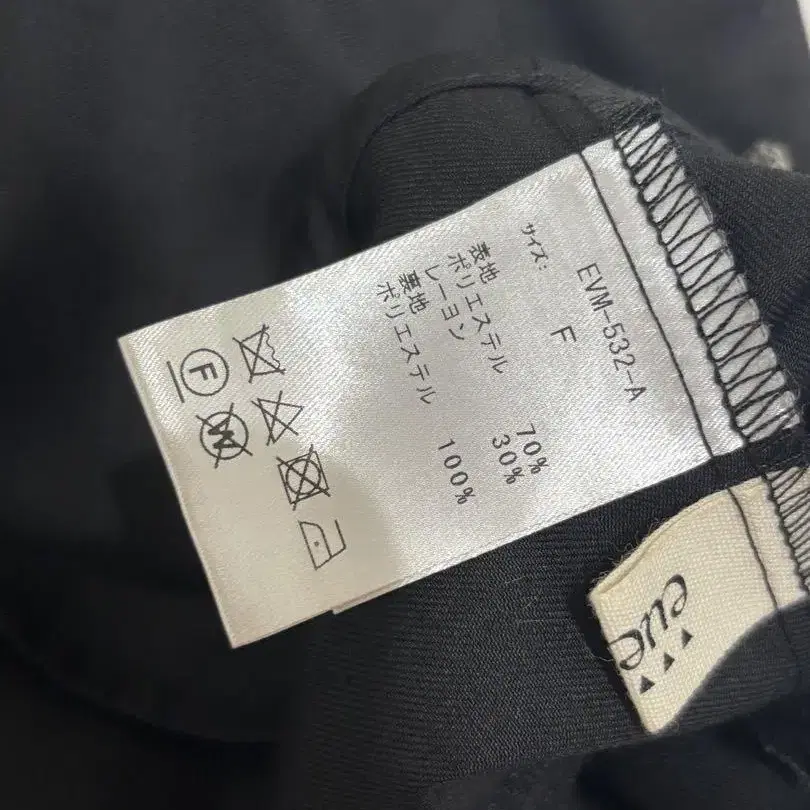 EVM-532-A
サイズ: F
表地
ポリエステル 70%
レーヨン 30%
裏地
ポリエステル 100%
F
W